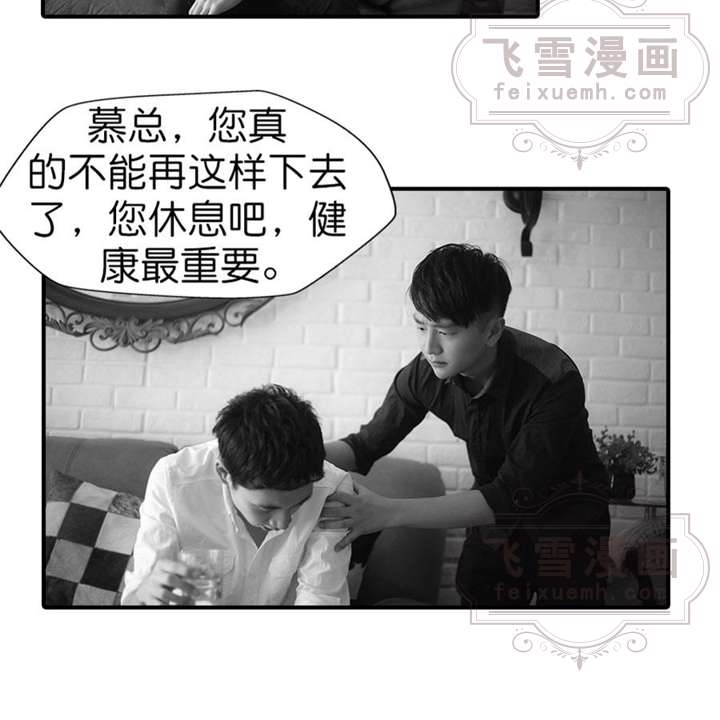 飞雪漫画
feixuemh.com
慕总，您真
的不能再这样下去
了，您休息吧，健
康最重要。
飞雪漫画
feixuemh.com